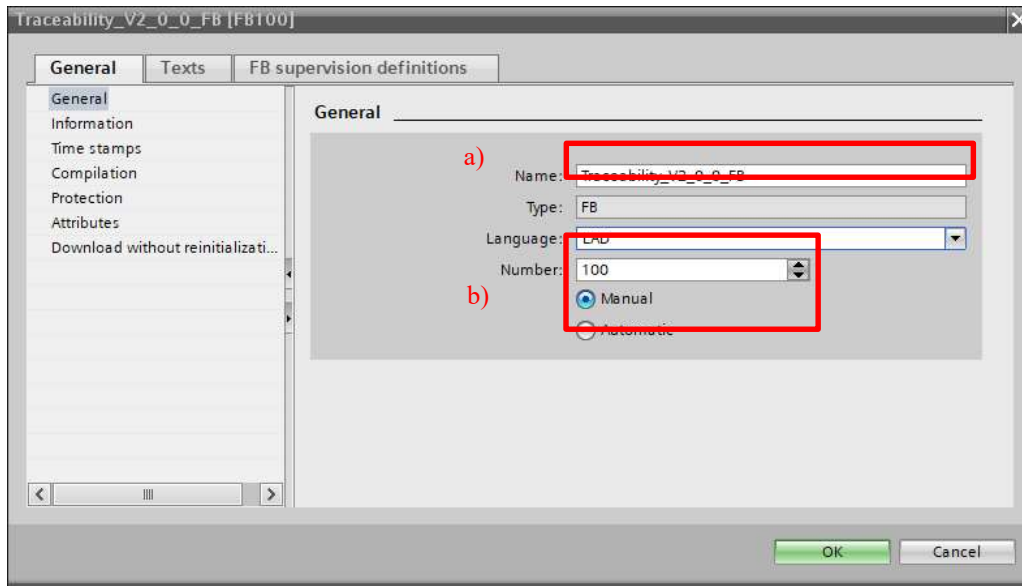 Traceability_V2_0_0_FB [FB100]
General Texts FB supervision definitions
General
Information
Time stamps
Compilation
Protection
Attributes
Download without reinitializati...
General
a)
Name: Traceability_V2_0_0_FB
Type: FB
Language: LAD
Number: 100
b)
Manual
Automatic
OK Cancel